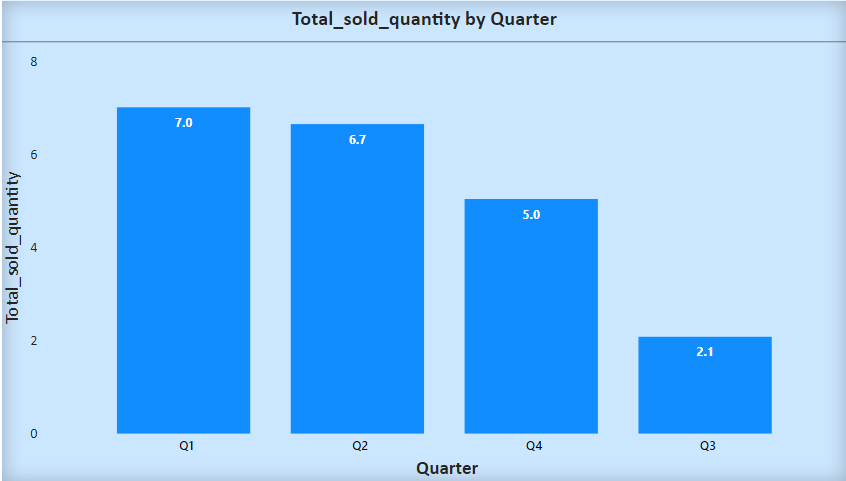 Total_sold_quantity by Quarter
Total_sold_quantity
8
6
4
2
0
7.0
6.7
5.0
2.1
Q1
Q2
Q4
Q3
Quarter